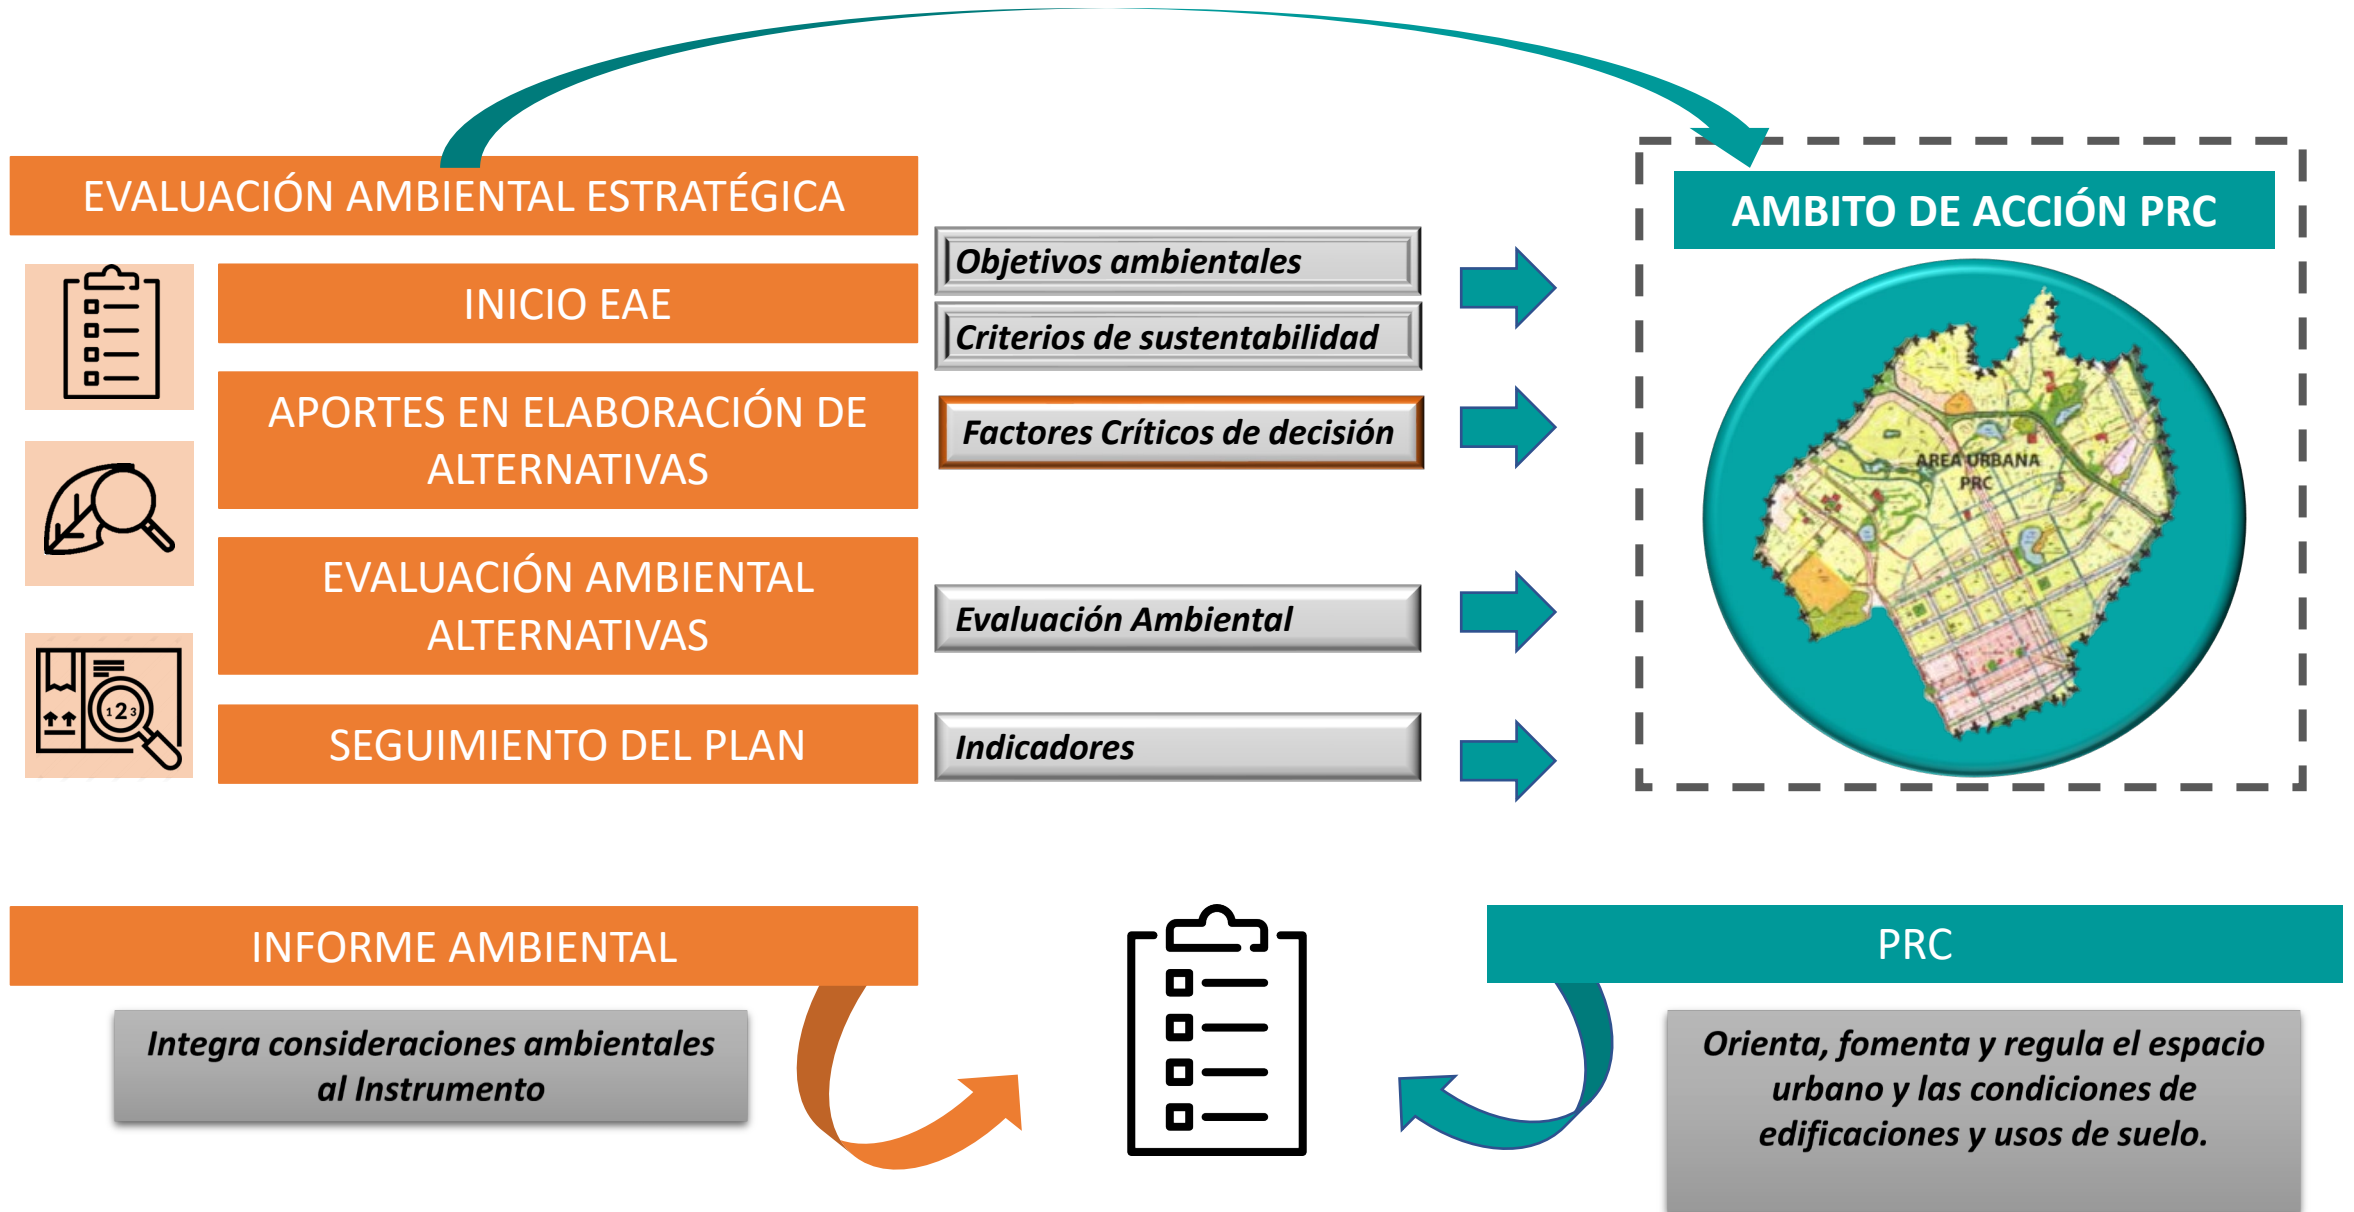 EVALUACIÓN AMBIENTAL ESTRATÉGICA
AMBITO DE ACCIÓN PRC
INICIO EAE
Objetivos ambientales
Criterios de sustentabilidad
APORTES EN ELABORACIÓN DE
ALTERNATIVAS
Factores Críticos de decisión
AREA URBANA
PRC
EVALUACIÓN AMBIENTAL
ALTERNATIVAS
Evaluación Ambiental
123
SEGUIMIENTO DEL PLAN
Indicadores
INFORME AMBIENTAL
PRC
Integra consideraciones ambientales
al Instrumento
Orienta, fomenta y regula el espacio
urbano y las condiciones de
edificaciones y usos de suelo.